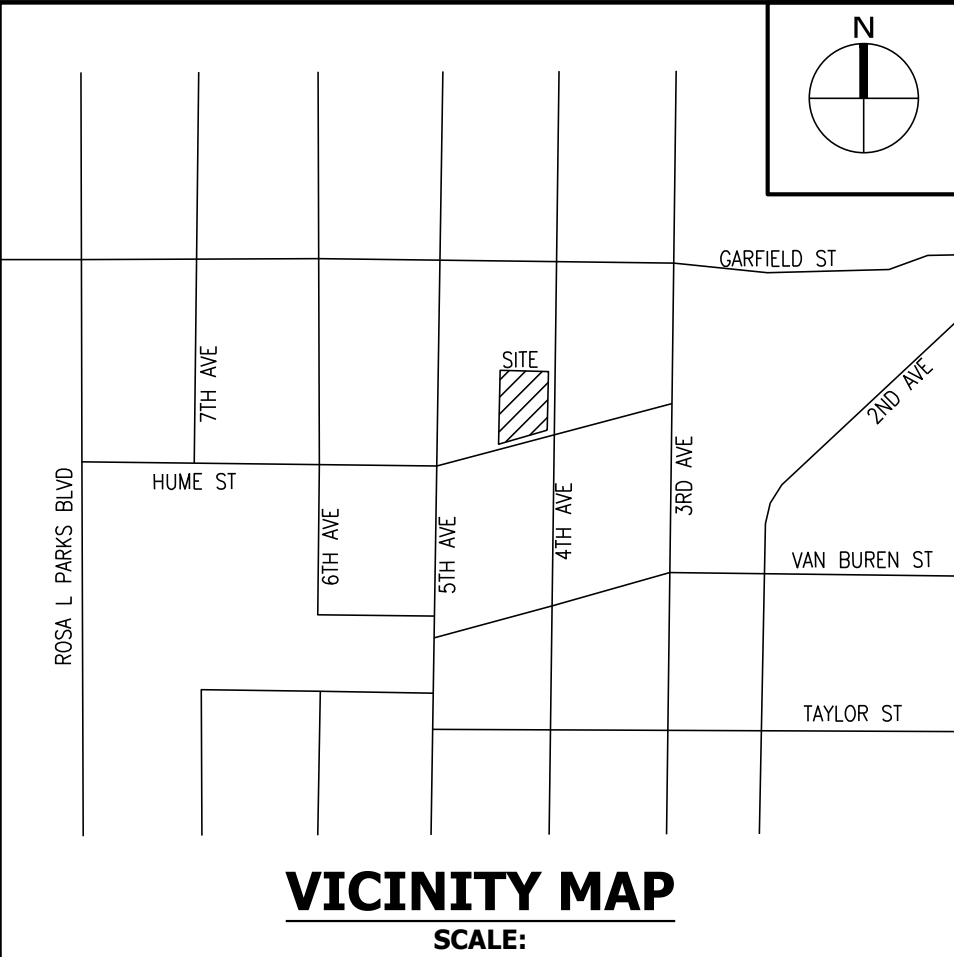 N
GARFIELD ST
SITE
7TH AVE
2ND AVE
HUME ST
3RD AVE
ROSA L PARKS BLVD
6TH AVE
5TH AVE
4TH AVE
VAN BUREN ST
TAYLOR ST
VICINITY MAP
SCALE: